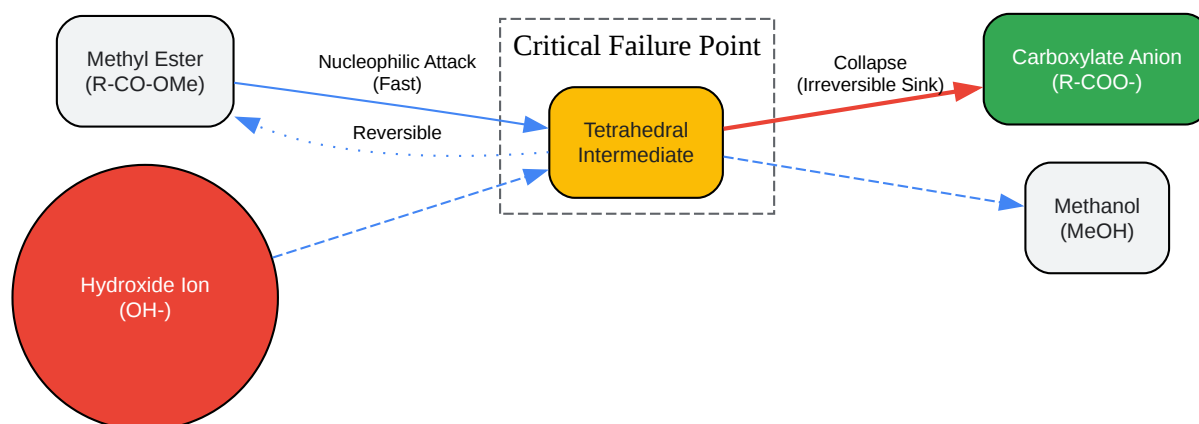 Critical Failure Point
Methyl Ester
(R-CO-OMe)
Nucleophilic Attack
(Fast)
Reversible
Tetrahedral
Intermediate
Collapse
(Irreversible Sink)
Carboxylate Anion
(R-COO-)
Methanol
(MeOH)
Hydroxide Ion
(OH-)